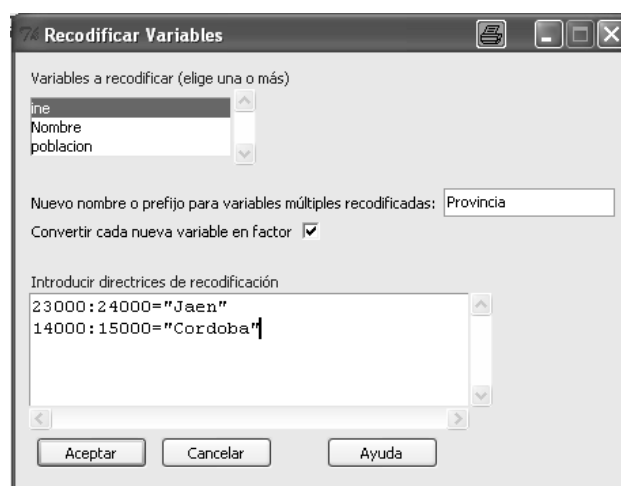 Recodificar Variables
Variables a recodificar (elige una o más)
ine
Nombre
poblacion
Nuevo nombre o prefijo para variables múltiples recodificadas: Provincia
Convertir cada nueva variable en factor
Introducir directrices de recodificación
23000:24000="Jaen"
14000:15000="Cordoba"
Aceptar Cancelar Ayuda